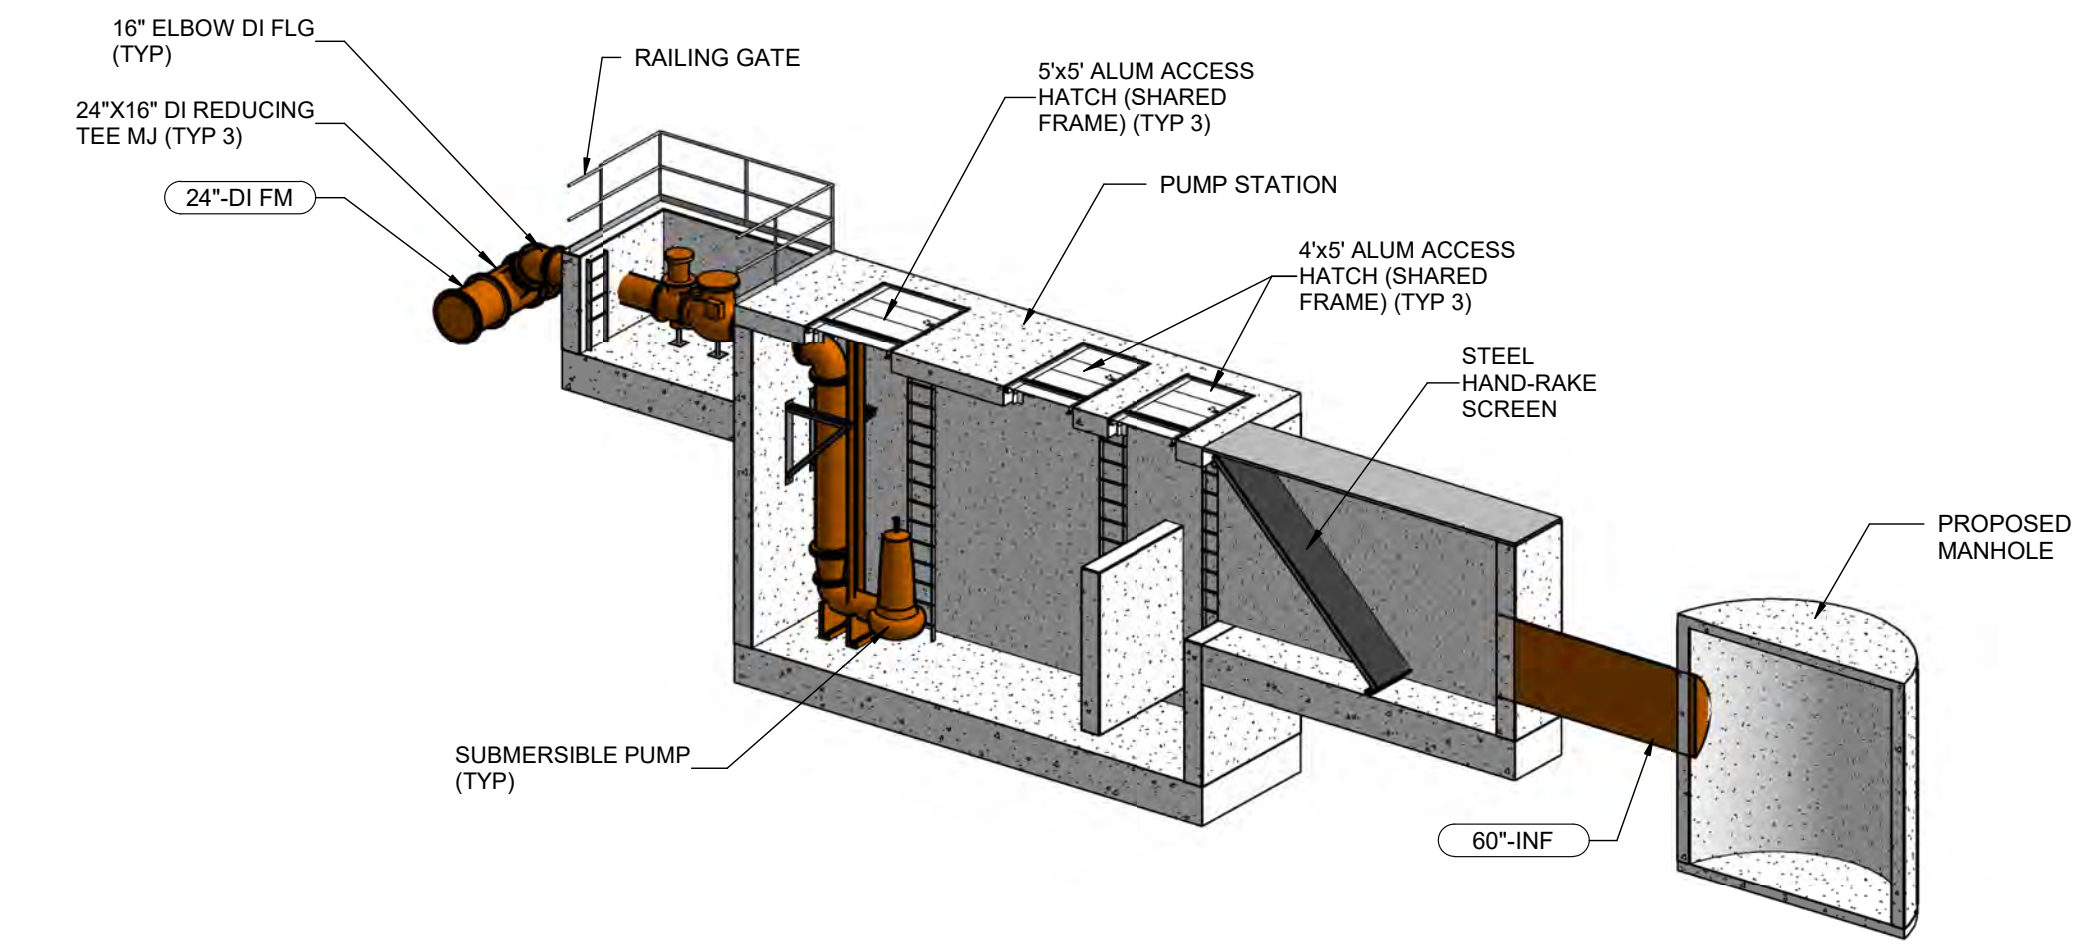 16" ELBOW DI FLG
(TYP)
RAILING GATE
5'x5' ALUM ACCESS
HATCH (SHARED
FRAME) (TYP 3)
24"X16" DI REDUCING
TEE MJ (TYP 3)
24"-DI FM
PUMP STATION
4'x5' ALUM ACCESS
HATCH (SHARED
FRAME) (TYP 3)
STEEL
HAND-RAKE
SCREEN
PROPOSED
MANHOLE
SUBMERSIBLE PUMP
(TYP)
60"-INF